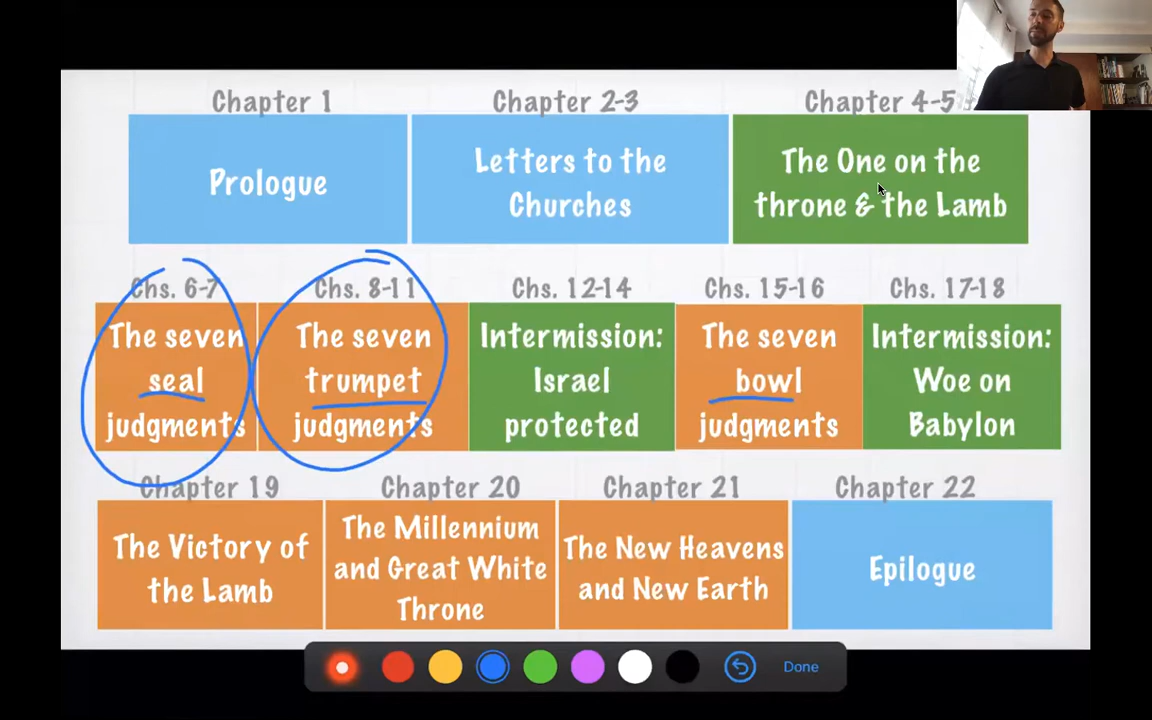 Chapter 1
Chapter 2-3
Chapter 4-5
Prologue
Letters to the
Churches
The One on the
throne & the Lamb
Chs. 6-7
Chs. 8-11
Chs. 12-14
Chs. 15-16
Chs. 17-18
The seven
seal
judgments
The seven
trumpet
judgments
Intermission:
Israel
protected
The seven
bowl
judgments
Intermission:
Woe on
Babylon
Chapter 19
Chapter 20
Chapter 21
Chapter 22
The Victory of
the Lamb
The Millennium
and Great White
Throne
The New Heavens
and New Earth
Epilogue
Done